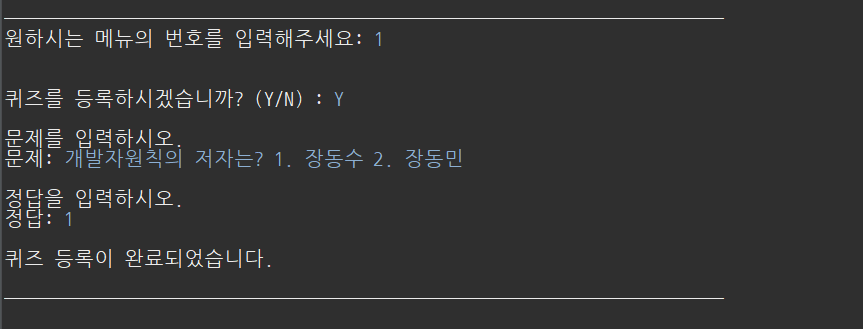 원하시는 메뉴의 번호를 입력해주세요: 1
퀴즈를 등록하시겠습니까? (Y/N) : Y
문제를 입력하시오.
문제: 개발자원칙의 저자는? 1. 장동수 2. 장동민
정답을 입력하시오.
정답: 1
퀴즈 등록이 완료되었습니다.